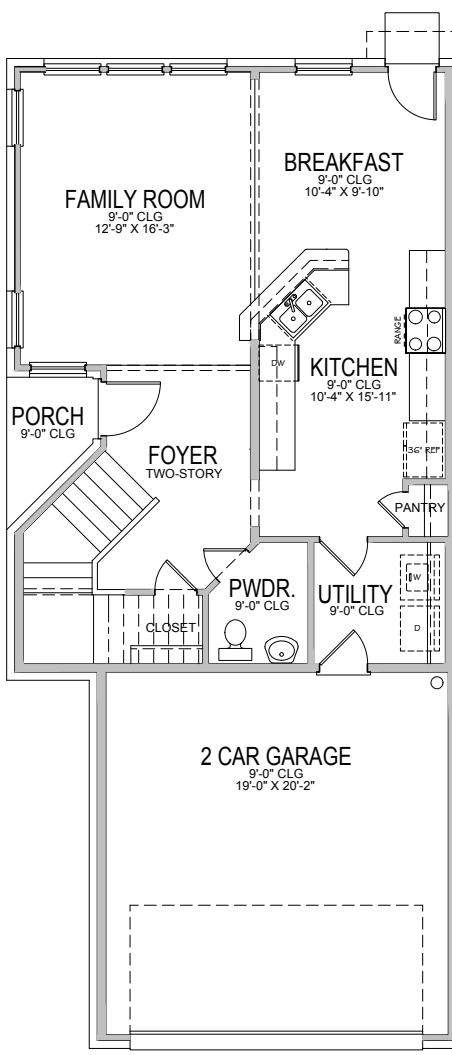 BREAKFAST
9'-0" CLG
10'-4" X 9'-10"
FAMILY ROOM
9'-0" CLG
12'-9" X 16'-3"
RANGE
DW
KITCHEN
9'-0" CLG
10'-4" X 15'-11"
PORCH
9'-0" CLG
FOYER
TWO-STORY
36" REF
PANTRY
PWDR.
9'-0" CLG
UTILITY
9'-0" CLG
W
D
CLOSET
2 CAR GARAGE
9'-0" CLG
19'-0" X 20'-2"